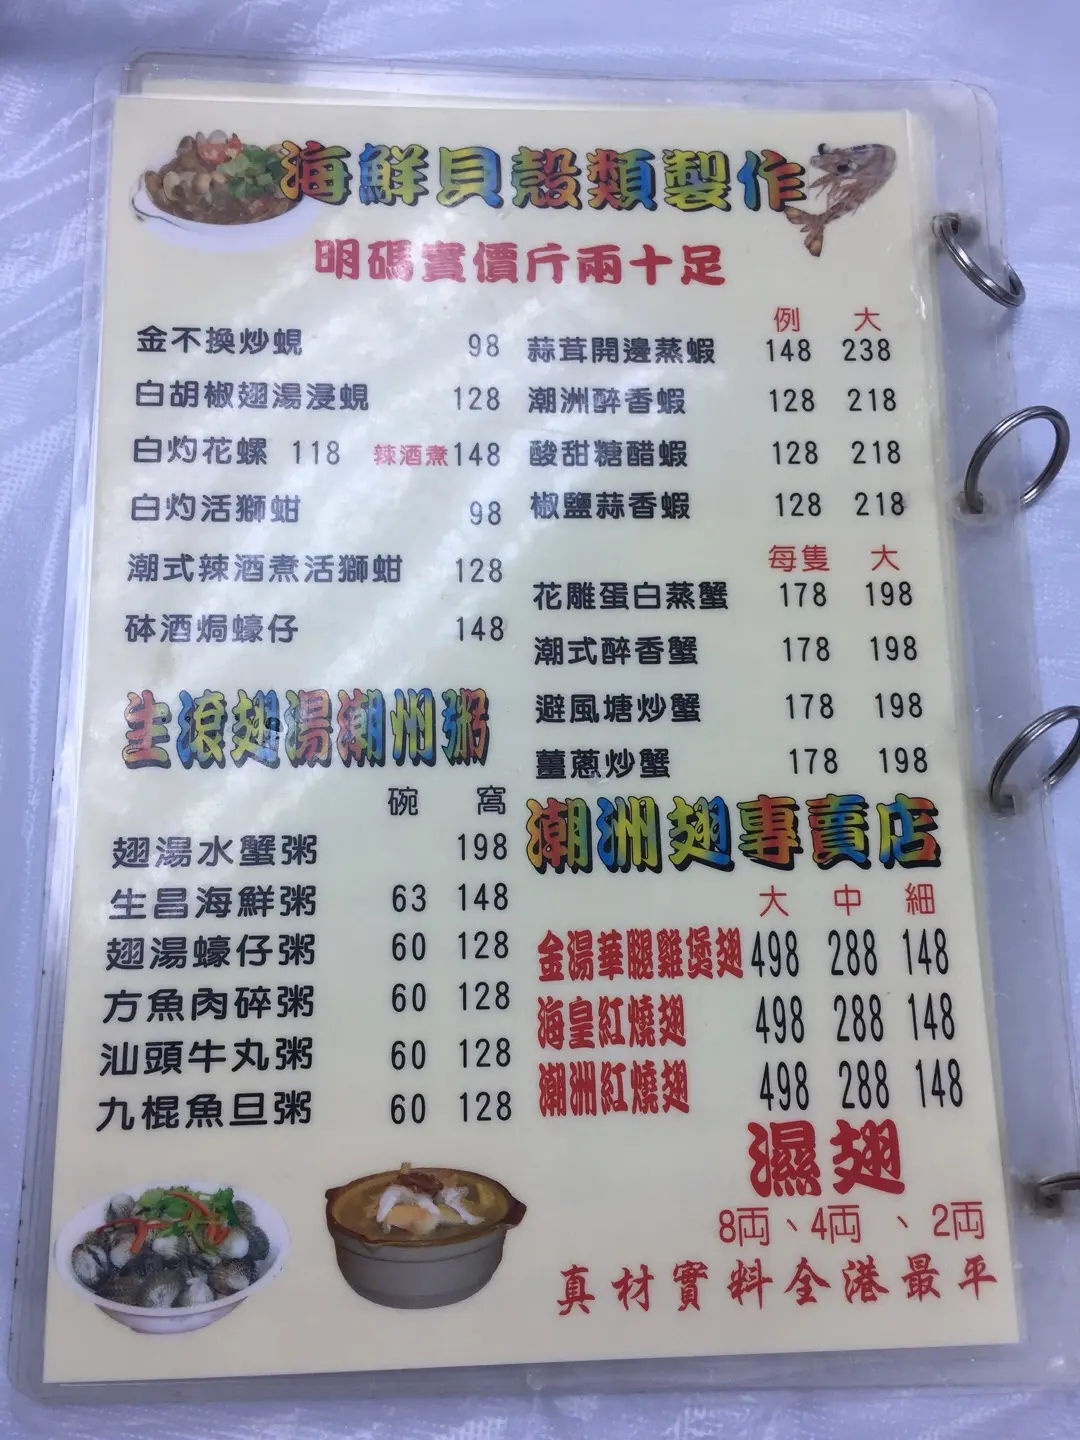 海鮮貝殼類製作
明碼實價斤兩十足
金不換炒蜆 98
白胡椒翅湯浸蜆 128
白灼花螺 118 辣酒煮148
白灼活獅蚶 98
潮式辣酒煮活獅蚶 128
砵酒焗蠔仔 148
生滾翅湯潮州粥
碗 窩
翅湯水蟹粥 198
生昌海鮮粥 63 148
翅湯蠔仔粥 60 128
方魚肉碎粥 60 128
汕頭牛丸粥 60 128
九棍魚旦粥 60 128
例 大
蒜茸開邊蒸蝦 148 238
潮洲醉香蝦 128 218
酸甜糖醋蝦 128 218
椒鹽蒜香蝦 128 218
每隻 大
花雕蛋白蒸蟹 178 198
潮式醉香蟹 178 198
避風塘炒蟹 178 198
薑蔥炒蟹 178 198
潮洲翅專賣店
大 中 細
金湯華腿雞煲翅 498 288 148
海皇紅燒翅 498 288 148
潮洲紅燒翅 498 288 148
濕翅
8両、4両、2両
真材實料全港最平